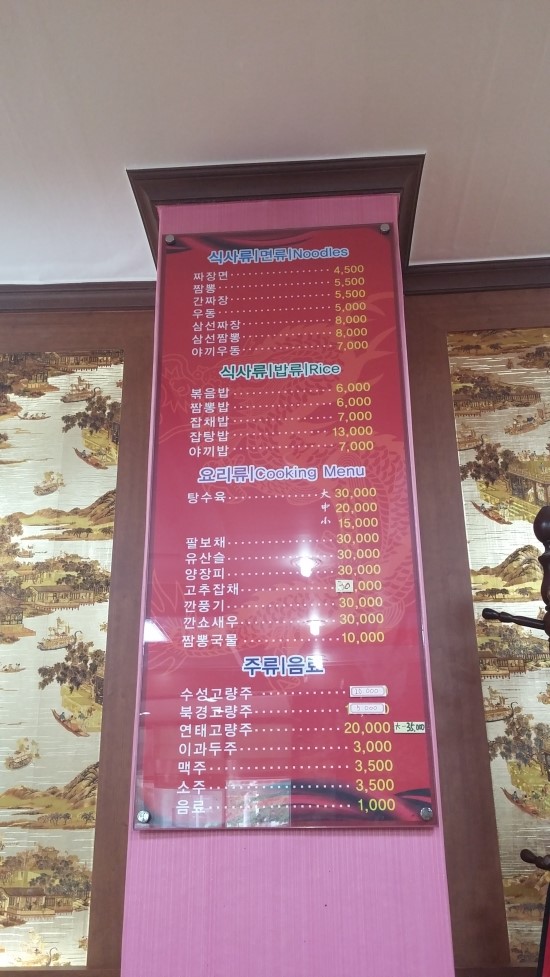 식사류|면류|Noodles
짜장면 4,500
짬뽕 5,500
간짜장 5,500
우동 5,000
삼선짜장 8,000
삼선짬뽕 8,000
야끼우동 7,000
식사류|밥류|Rice
볶음밥 6,000
짬뽕밥 6,000
잡채밥 7,000
잡탕밥 13,000
야끼밥 7,000
요리류|Cooking Menu
탕수육 大 30,000
中 20,000
小 15,000
팔보채 30,000
유산슬 30,000
양장피 30,000
고추잡채 30,000
깐풍기 30,000
깐쇼새우 30,000
짬뽕국물 10,000
주류|음료
수성고량주 15,000
북경고량주 5,000
연태고량주 20,000 大-35,000
이과두주 3,000
맥주 3,500
소주 3,500
음료 1,000